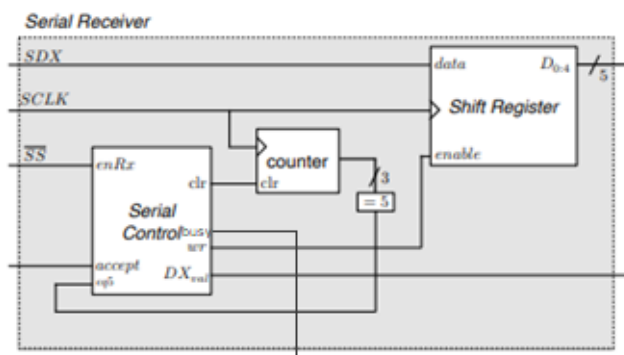 Serial Receiver
SDX
data
D0:4
5
SCLK
Shift Register
SS
enRx
counter
enable
clr
clr
3
= 5
Serial
Control
busy
wr
accept
DXval
eq5